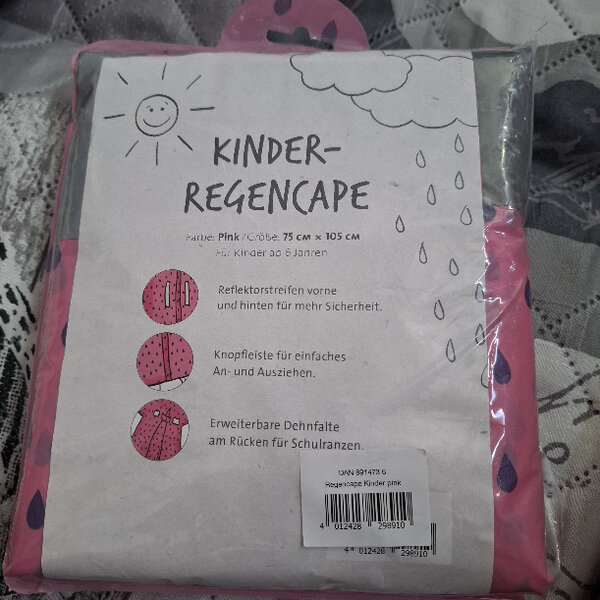 KINDER-
REGENCAPE
Farbe: Pink / Größe: 75 CM × 105 CM
Für Kinder ab 6 Jahren
Reflektorstreifen vorne
und hinten für mehr Sicherheit.
Knopfleiste für einfaches
An- und Ausziehen.
Erweiterbare Dehnfalte
am Rücken für Schulranzen.
DAN 891473 6
Regencape Kinder pink
4 012428 298910
4 012428 298910